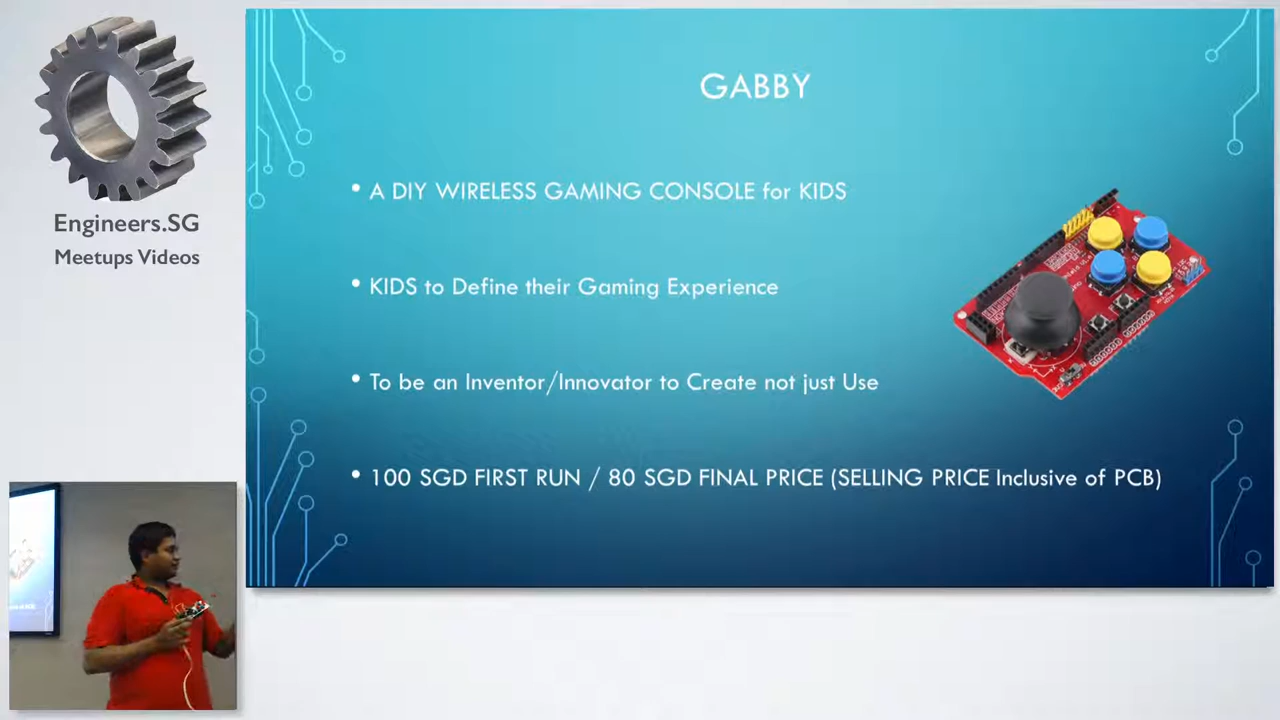 Engineers.SG
Meetups Videos
GABBY
• A DIY WIRELESS GAMING CONSOLE for KIDS
• KIDS to Define their Gaming Experience
• To be an Inventor/Innovator to Create not just Use
• 100 SGD FIRST RUN / 80 SGD FINAL PRICE (SELLING PRICE Inclusive of PCB)